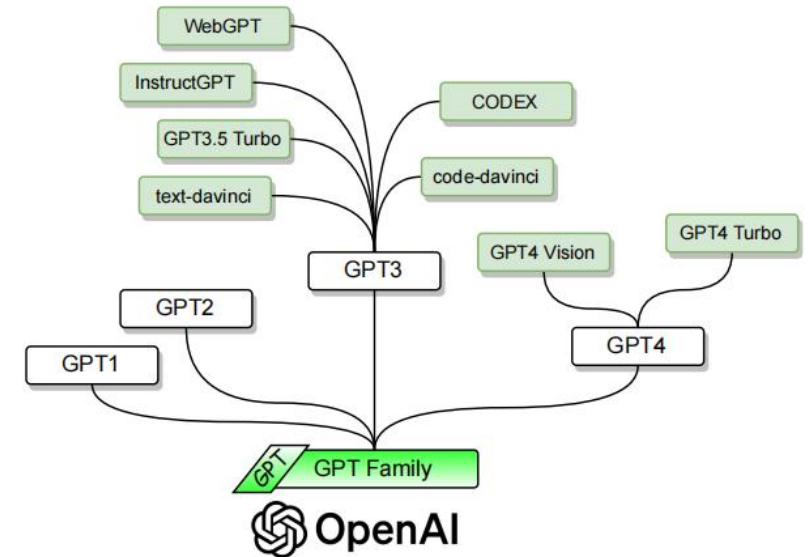 WebGPT
InstructGPT
CODEX
GPT3.5 Turbo
code-davinci
text-davinci
GPT4 Turbo
GPT4 Vision
GPT3
GPT2
GPT4
GPT1
GPT
GPT Family
OpenAI